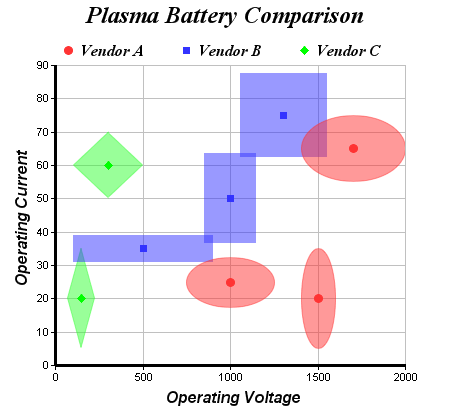 Plasma Battery Comparison
Vendor A Vendor B Vendor C
Operating Current
90
80
70
60
50
40
30
20
10
0
0 500 1000 1500 2000
Operating Voltage